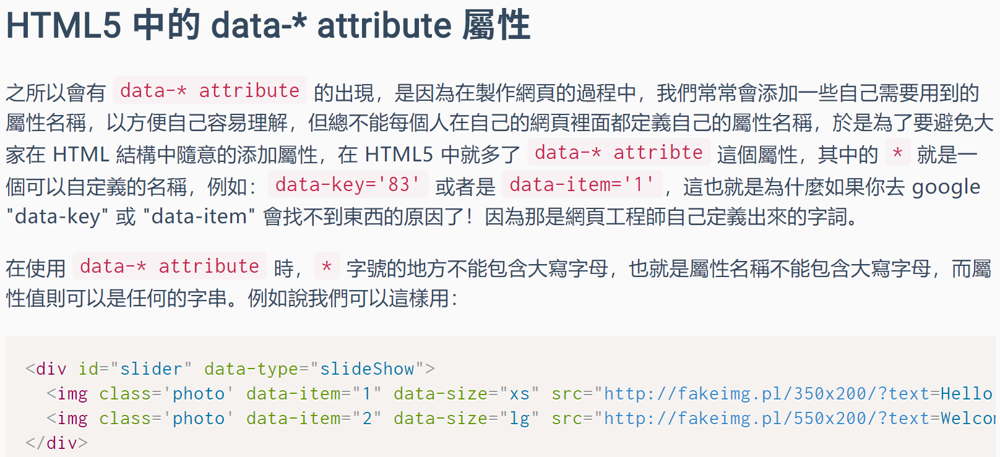 HTML5 中的 data-* attribute 屬性
之所以會有 data-* attribute 的出現，是因為在製作網頁的過程中，我們常常會添加一些自己需要用到的
屬性名稱，以方便自己容易理解，但總不能每個人在自己的網頁裡面都定義自己的屬性名稱，於是為了要避免大
家在 HTML 結構中隨意的添加屬性，在 HTML5 中就多了 data-* attribte 這個屬性，其中的 * 就是一
個可以自定義的名稱，例如：data-key='83' 或者是 data-item='1'，這也就是為什麼如果你去 google
"data-key" 或 "data-item" 會找不到東西的原因了！因為那是網頁工程師自己定義出來的字詞。
在使用 data-* attribute 時，* 字號的地方不能包含大寫字母，也就是屬性名稱不能包含大寫字母，而屬
性值則可以是任何的字串。例如說我們可以這樣用：
<div id="slider" data-type="slideShow">
  <img class='photo' data-item="1" data-size="xs" src="http://fakeimg.pl/350x200/?text=Hello
  <img class='photo' data-item="2" data-size="lg" src="http://fakeimg.pl/550x200/?text=Welco
</div>